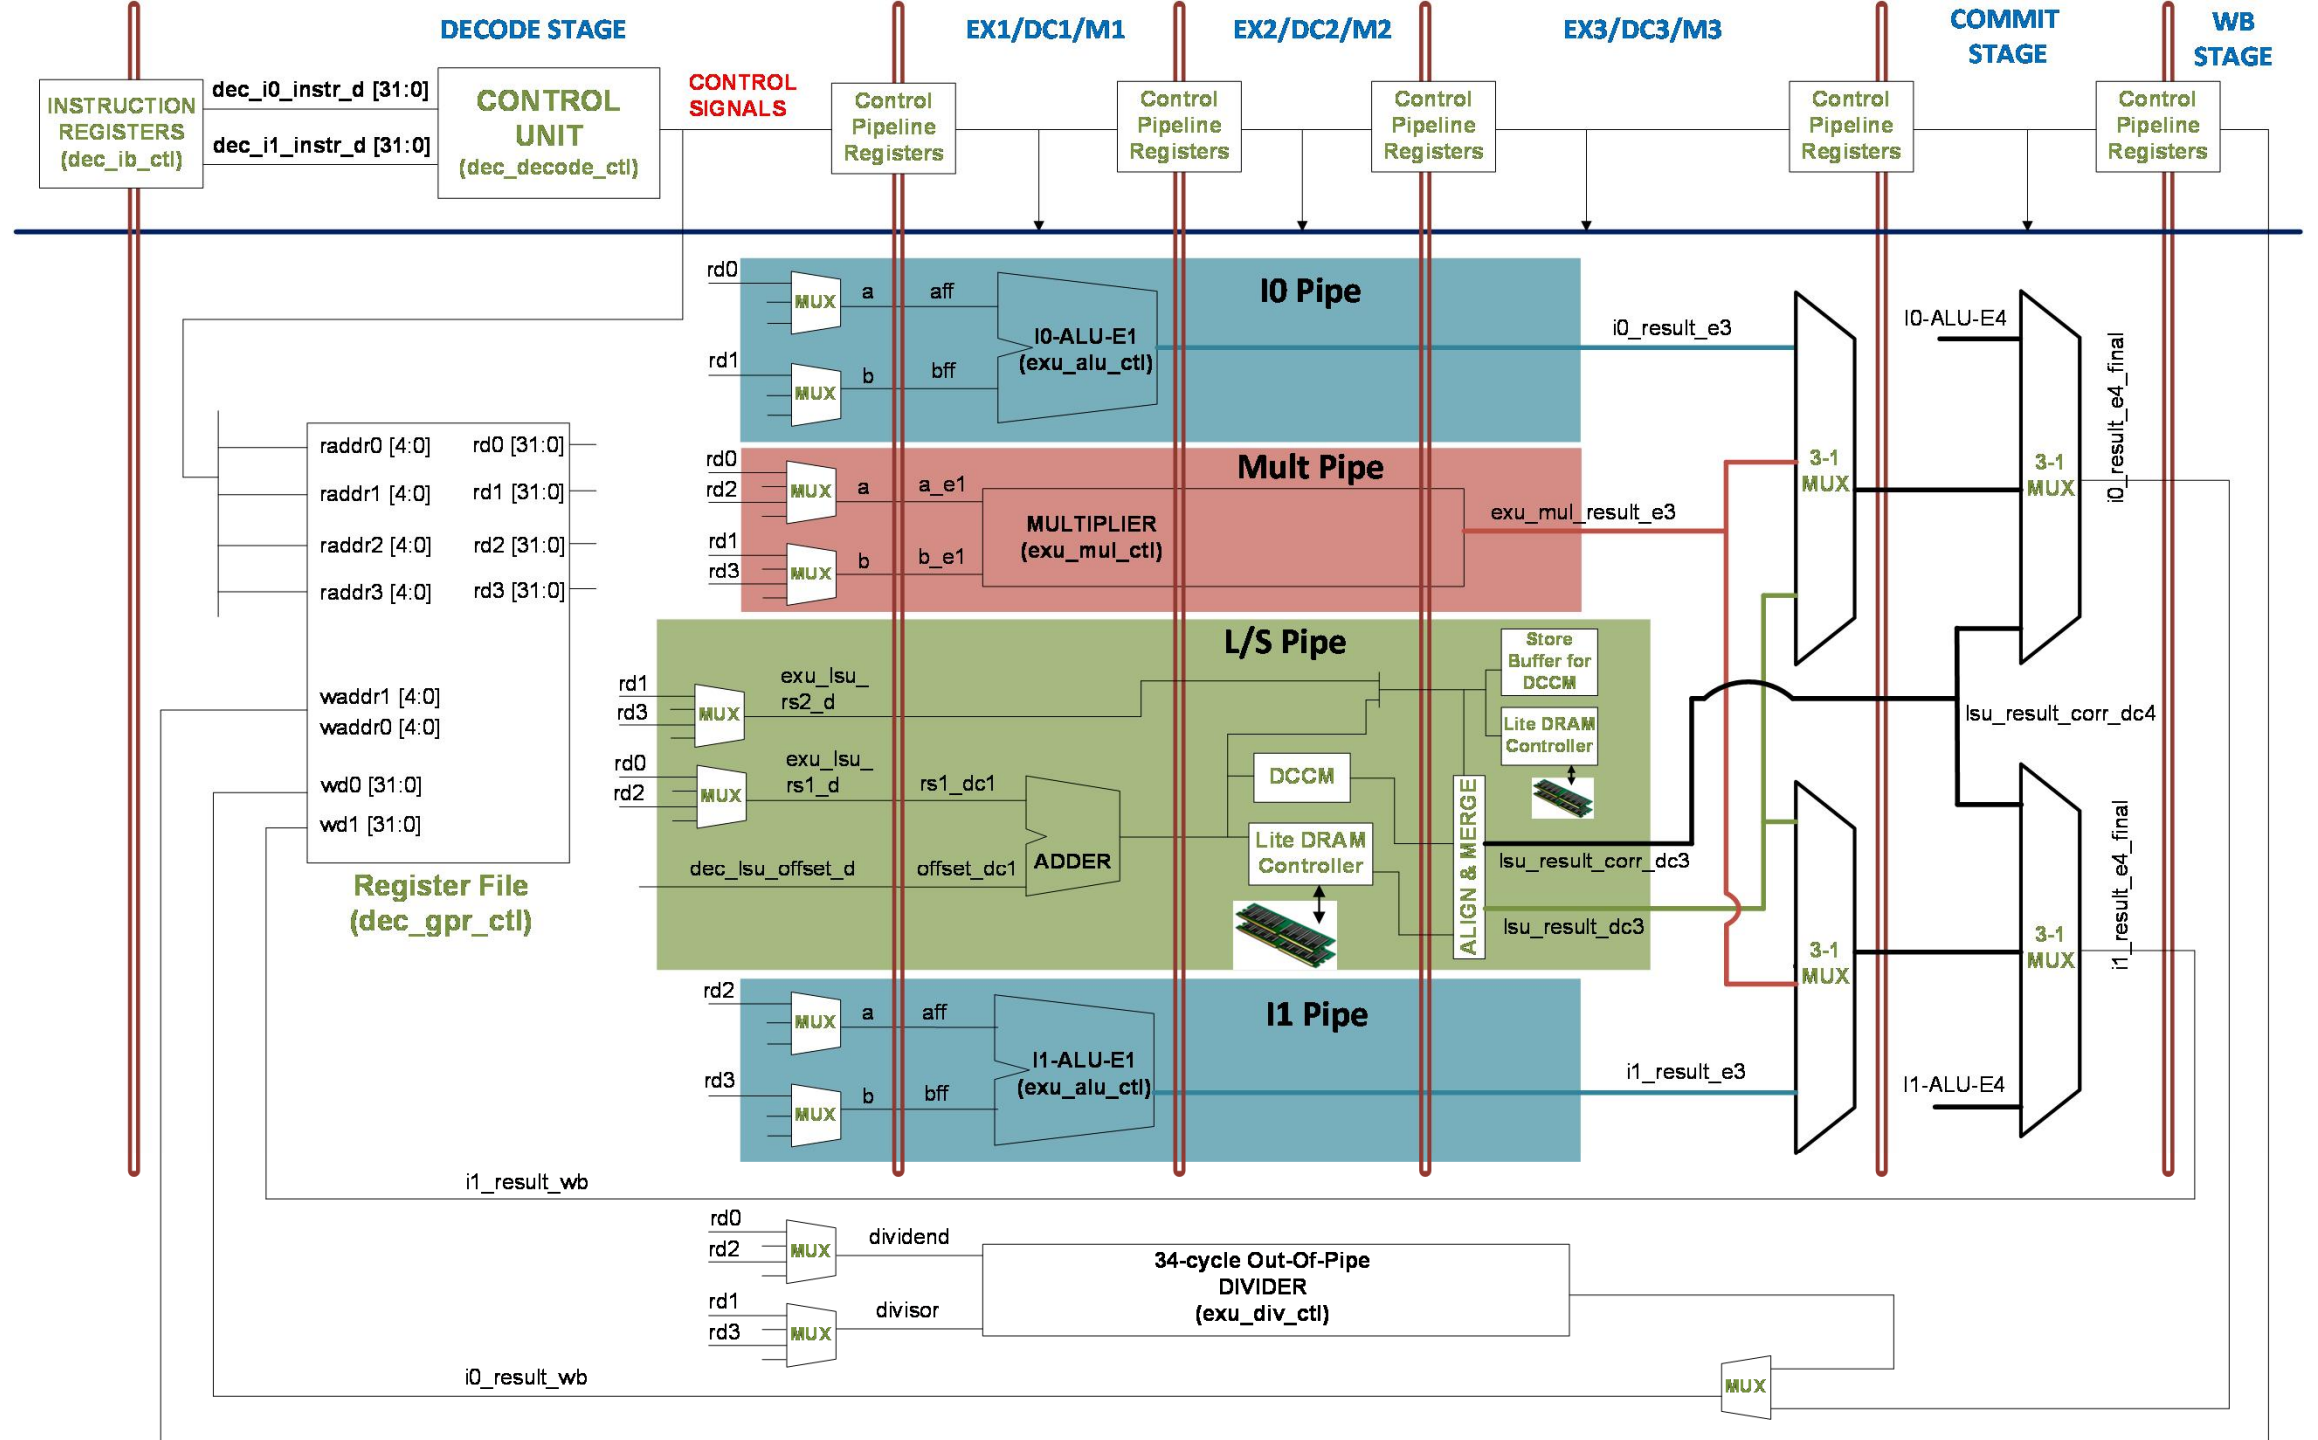 DECODE STAGE
EX1/DC1/M1
EX2/DC2/M2
EX3/DC3/M3
COMMIT
STAGE
WB
STAGE
INSTRUCTION
REGISTERS
(dec_ib_ctl)
dec_i0_instr_d [31:0]
dec_i1_instr_d [31:0]
CONTROL
UNIT
(dec_decode_ctl)
CONTROL
SIGNALS
Control
Pipeline
Registers
Control
Pipeline
Registers
Control
Pipeline
Registers
Control
Pipeline
Registers
Control
Pipeline
Registers
I0 Pipe
rd0
MUX
a
aff
rd1
MUX
b
bff
I0-ALU-E1
(exu_alu_ctl)
i0_result_e3
Mult Pipe
rd0
rd2
MUX
a
a_e1
rd1
rd3
MUX
b
b_e1
MULTIPLIER
(exu_mul_ctl)
exu_mul_result_e3
3-1
MUX
I0-ALU-E4
3-1
MUX
i0_result_e4_final
raddr0 [4:0]
rd0 [31:0]
raddr1 [4:0]
rd1 [31:0]
raddr2 [4:0]
rd2 [31:0]
raddr3 [4:0]
rd3 [31:0]
waddr1 [4:0]
waddr0 [4:0]
wd0 [31:0]
wd1 [31:0]
Register File
(dec_gpr_ctl)
L/S Pipe
rd1
rd3
MUX
exu_lsu_
rs2_d
rd0
rd2
MUX
exu_lsu_
rs1_d
rs1_dc1
dec_lsu_offset_d
offset_dc1
ADDER
DCCM
Lite DRAM
Controller
ALIGN & MERGE
Store
Buffer for
DCCM
Lite DRAM
Controller
lsu_result_corr_dc3
lsu_result_dc3
lsu_result_corr_dc4
I1 Pipe
rd2
MUX
a
aff
rd3
MUX
b
bff
I1-ALU-E1
(exu_alu_ctl)
i1_result_e3
3-1
MUX
I1-ALU-E4
3-1
MUX
i1_result_e4_final
i1_result_wb
rd0
rd2
MUX
dividend
rd1
rd3
MUX
divisor
34-cycle Out-Of-Pipe
DIVIDER
(exu_div_ctl)
i0_result_wb
MUX